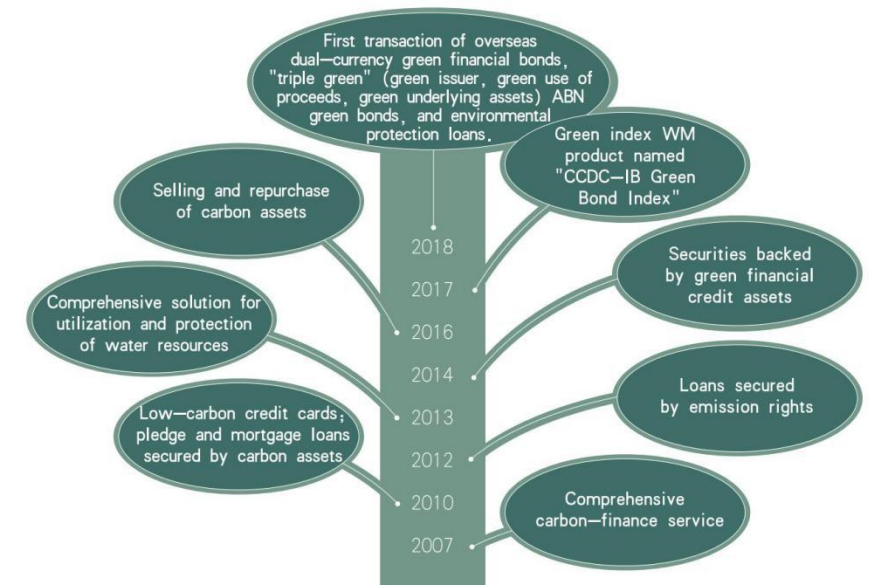 First transaction of overseas
dual—currency green financial bonds,
"triple green" (green issuer, green use of
proceeds, green underlying assets) ABN
green bonds, and environmental
protection loans.
Green index WM
product named
"CCDC—IB Green
Bond Index"
Selling and repurchase
of carbon assets
Securities backed
by green financial
credit assets
Comprehensive solution for
utilization and protection
of water resources
Loans secured
by emission rights
Low—carbon credit cards;
pledge and mortgage loans
secured by carbon assets
Comprehensive
carbon—finance service
2018
2017
2016
2014
2013
2012
2010
2007